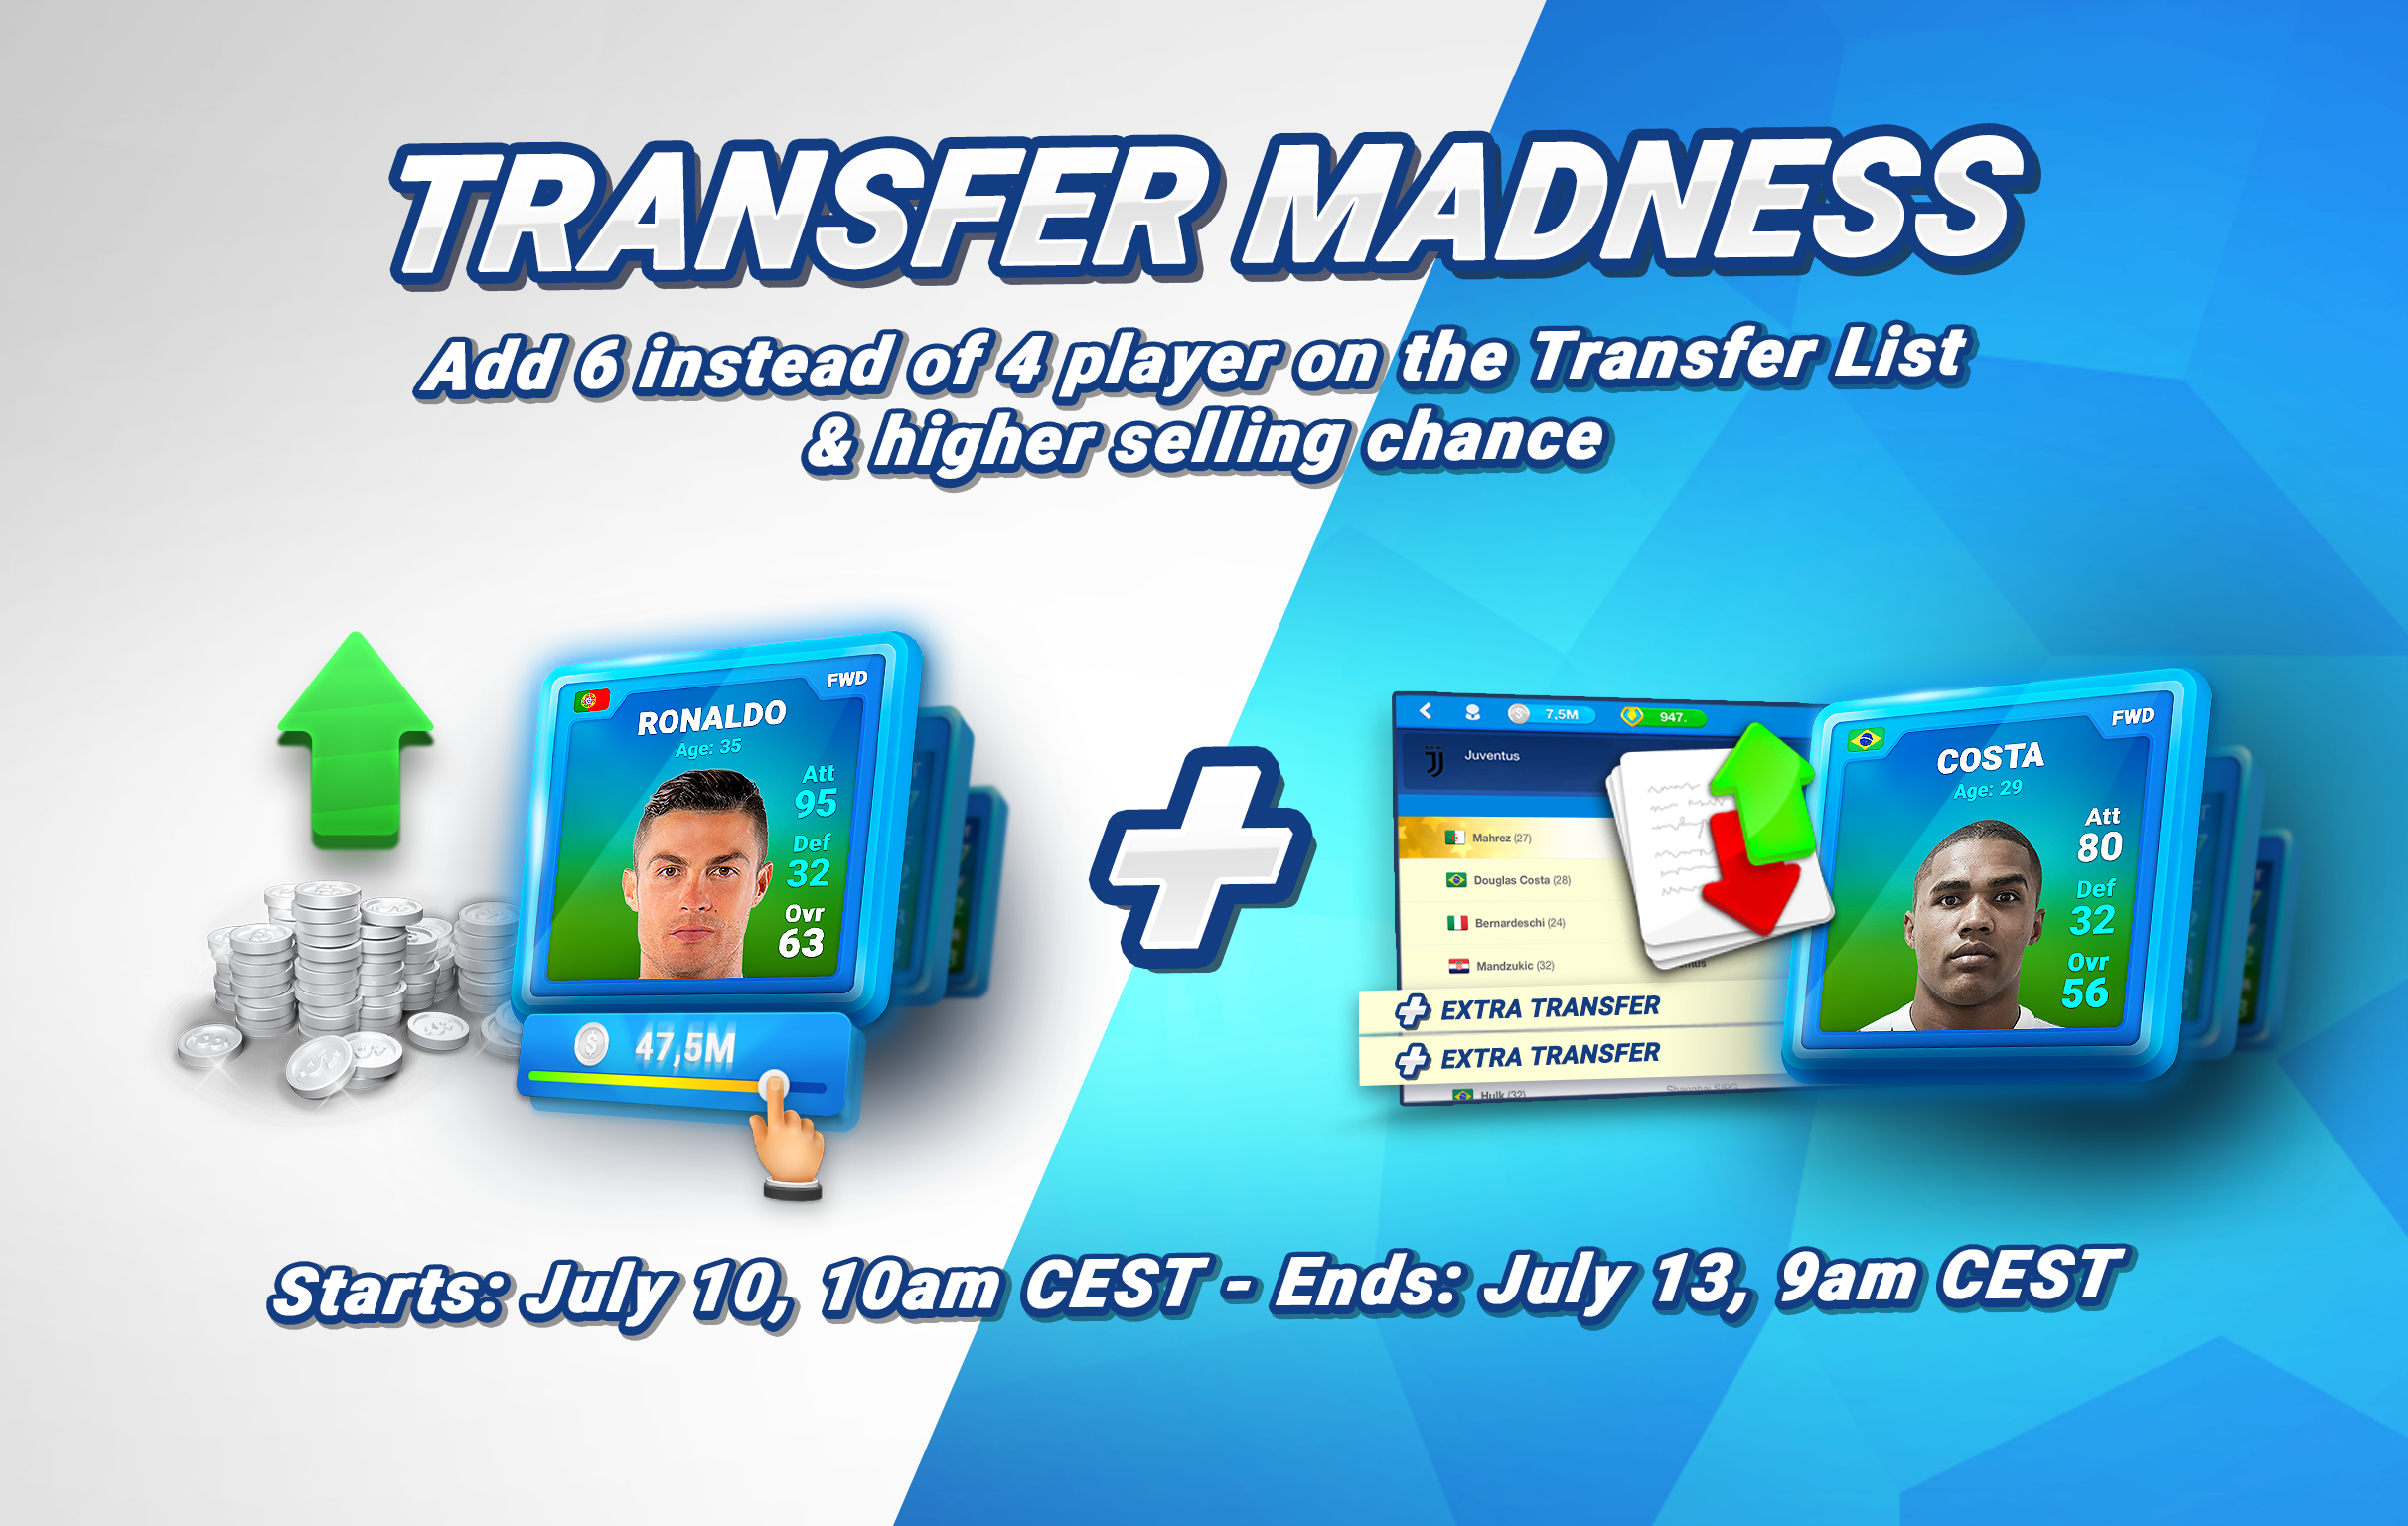 TRANSFER MADNESS
Add 6 instead of 4 player on the Transfer List
& higher selling chance
FWD
RONALDO
Age: 35
Att
95
Def
32
Ovr
63
47,5M
7,5M
947.
Juventus
Mahrez (27)
Douglas Costa (28)
Bernardeschi (24)
Mandzukic (32)
EXTRA TRANSFER
EXTRA TRANSFER
Hulk (32)
FWD
COSTA
Age: 29
Att
80
Def
32
Ovr
56
Starts: July 10, 10am CEST - Ends: July 13, 9am CEST